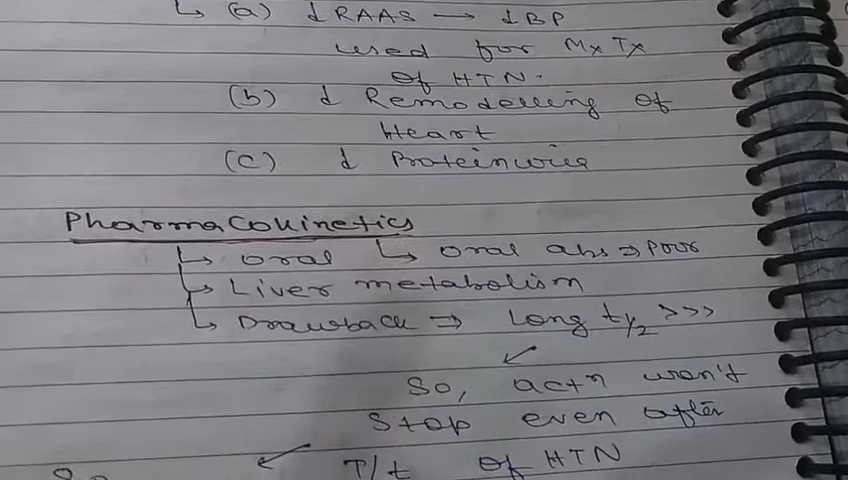 ↳ (a) ↓ RAAS → ↓ BP
used for Mx Tx
of HTN.
(b) ↓ Remodelling of
Heart
(c) ↓ Proteinuria
Pharmacokinetics
↳ oral ↳ oral abs ⇒ poor
↳ Liver metabolism
↳ Drawback ⇒ Long t1/2 >>>
So, actn won't
Stop even after
T/t of HTN